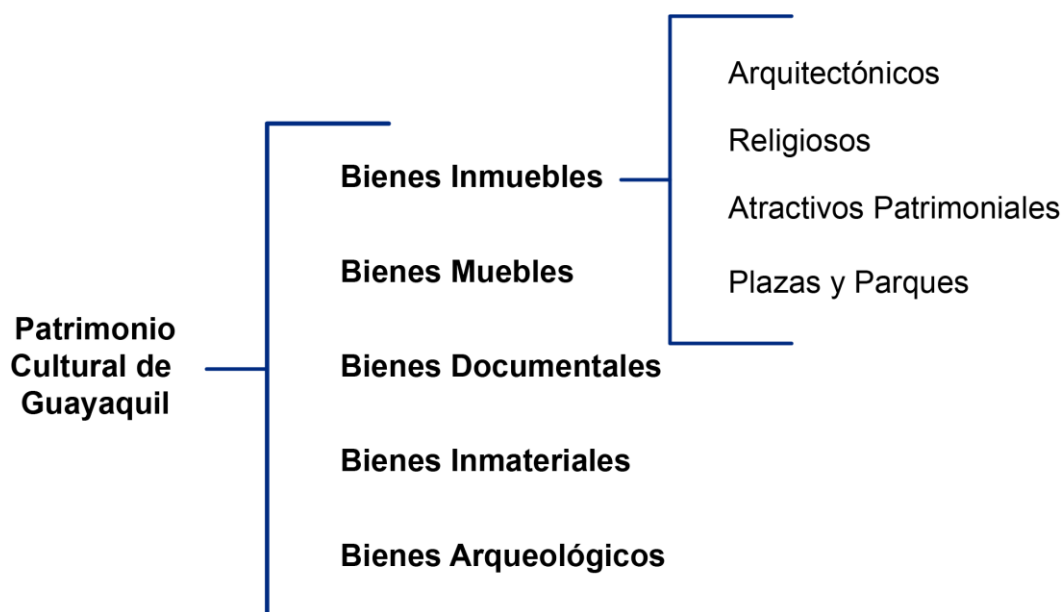 Patrimonio
Cultural de
Guayaquil
Bienes Inmuebles
Arquitectónicos
Religiosos
Atractivos Patrimoniales
Plazas y Parques
Bienes Muebles
Bienes Documentales
Bienes Inmateriales
Bienes Arqueológicos